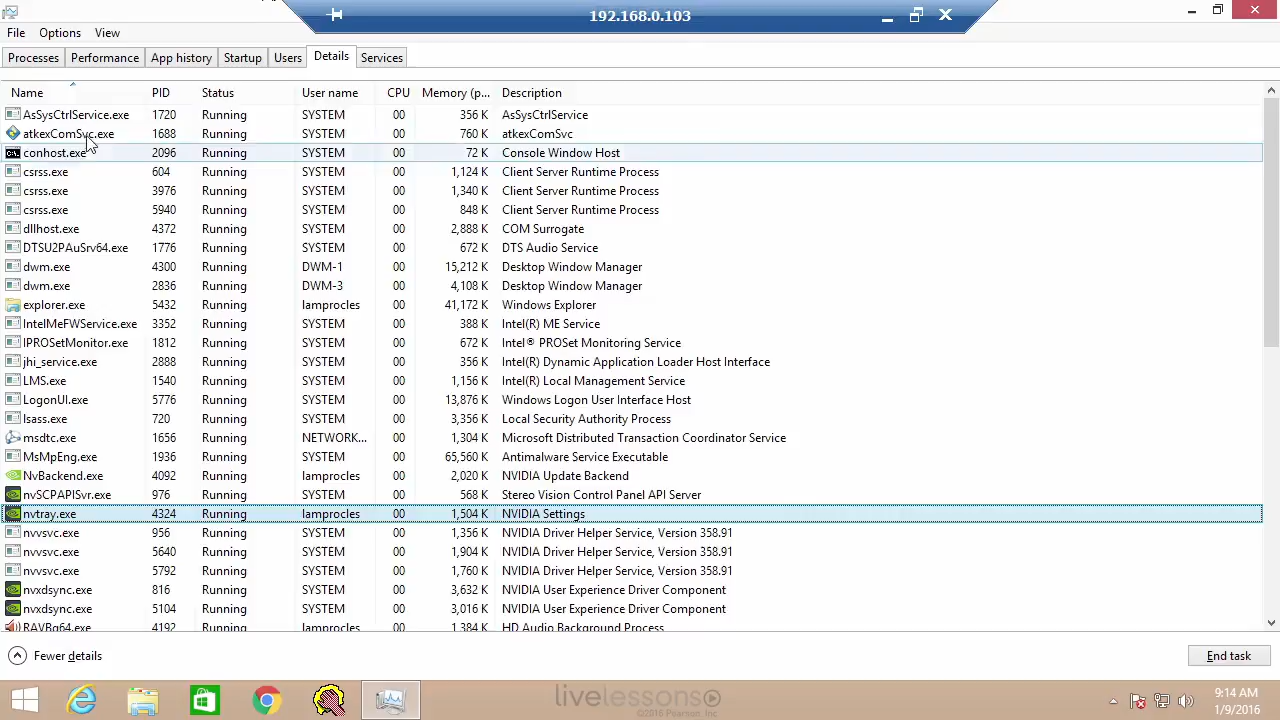 192.168.0.103
File Options View
Processes Performance App history Startup Users Details Services
Name PID Status User name CPU Memory (p... Description
AsSysCtrlService.exe 1720 Running SYSTEM 00 356 K AsSysCtrlService
atkexComSvc.exe 1688 Running SYSTEM 00 760 K atkexComSvc
conhost.exe 2096 Running SYSTEM 00 72 K Console Window Host
csrss.exe 604 Running SYSTEM 00 1,124 K Client Server Runtime Process
csrss.exe 3976 Running SYSTEM 00 1,340 K Client Server Runtime Process
csrss.exe 5940 Running SYSTEM 00 848 K Client Server Runtime Process
dllhost.exe 4372 Running SYSTEM 00 2,888 K COM Surrogate
DTSU2PAuSrv64.exe 1776 Running SYSTEM 00 672 K DTS Audio Service
dwm.exe 4300 Running DWM-1 00 15,212 K Desktop Window Manager
dwm.exe 2836 Running DWM-3 00 4,108 K Desktop Window Manager
explorer.exe 5432 Running lamprocles 00 41,172 K Windows Explorer
IntelMeFWService.exe 3352 Running SYSTEM 00 388 K Intel(R) ME Service
IPROSetMonitor.exe 1812 Running SYSTEM 00 672 K Intel® PROSet Monitoring Service
jhi_service.exe 2888 Running SYSTEM 00 356 K Intel(R) Dynamic Application Loader Host Interface
LMS.exe 1540 Running SYSTEM 00 1,156 K Intel(R) Local Management Service
LogonUI.exe 5776 Running SYSTEM 00 13,876 K Windows Logon User Interface Host
lsass.exe 720 Running SYSTEM 00 3,356 K Local Security Authority Process
msdtc.exe 1656 Running NETWORK... 00 1,304 K Microsoft Distributed Transaction Coordinator Service
MsMpEng.exe 1936 Running SYSTEM 00 65,560 K Antimalware Service Executable
NvBackend.exe 4092 Running lamprocles 00 2,020 K NVIDIA Update Backend
nvSCPAPISvr.exe 976 Running SYSTEM 00 568 K Stereo Vision Control Panel API Server
nvtray.exe 4324 Running lamprocles 00 1,504 K NVIDIA Settings
nvvsvc.exe 956 Running SYSTEM 00 1,356 K NVIDIA Driver Helper Service, Version 358.91
nvvsvc.exe 5640 Running SYSTEM 00 1,904 K NVIDIA Driver Helper Service, Version 358.91
nvvsvc.exe 5792 Running SYSTEM 00 1,760 K NVIDIA Driver Helper Service, Version 358.91
nvxdsync.exe 816 Running SYSTEM 00 3,632 K NVIDIA User Experience Driver Component
nvxdsync.exe 5104 Running SYSTEM 00 3,016 K NVIDIA User Experience Driver Component
RAVBg64.exe 4192 Running lamprocles 00 1,384 K HD Audio Background Process
Fewer details End task
livelessons
©2016 Pearson, Inc.
9:14 AM
1/9/2016